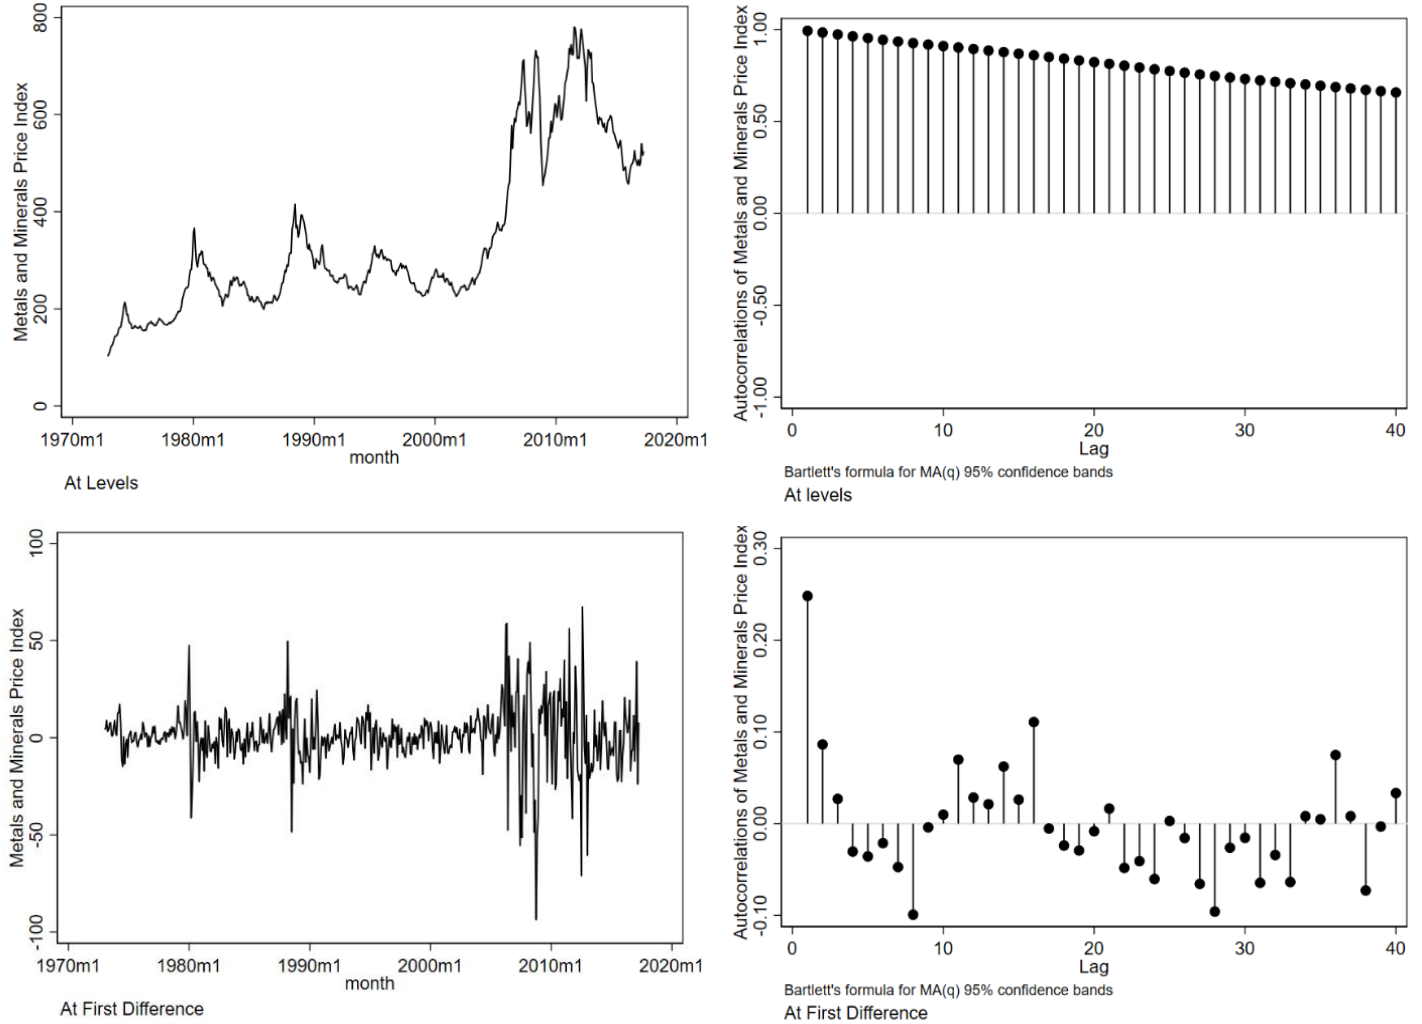 Metals and Minerals Price Index
800
600
400
200
0
1970m1 1980m1 1990m1 2000m1 2010m1 2020m1
month
At Levels
Autocorrelations of Metals and Minerals Price Index
1.00
0.50
0.00
-0.50
-1.00
0 10 20 30 40
Lag
Bartlett's formula for MA(q) 95% confidence bands
At levels
Metals and Minerals Price Index
100
50
0
-50
-100
1970m1 1980m1 1990m1 2000m1 2010m1 2020m1
month
At First Difference
Autocorrelations of Metals and Minerals Price Index
0.30
0.20
0.10
0.00
-0.10
0 10 20 30 40
Lag
Bartlett's formula for MA(q) 95% confidence bands
At First Difference